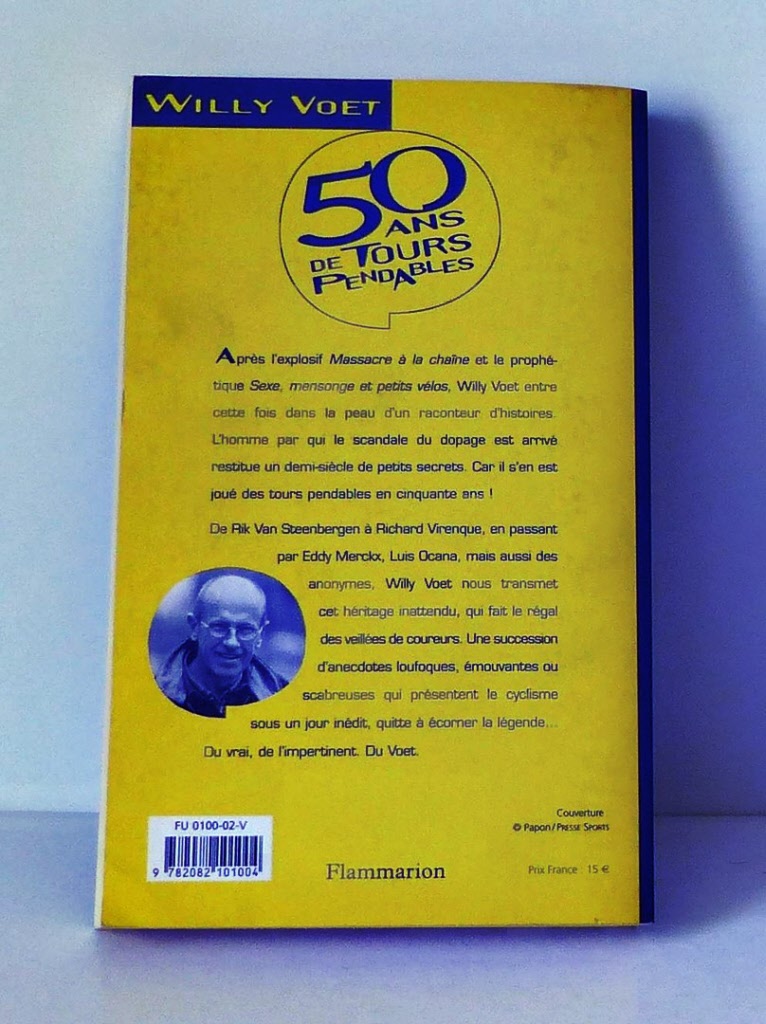 WILLY VOET
50
ANS
DE TOURS
PENDABLES
Après l'explosif Massacre à la chaîne et le prophé-
tique Sexe, mensonge et petits vélos, Willy Voet entre
cette fois dans la peau d'un raconteur d'histoires.
L'homme par qui le scandale du dopage est arrivé
restitue un demi-siècle de petits secrets. Car il s'en est
joué des tours pendables en cinquante ans !
De Rik Van Steenbergen à Richard Virenque, en passant
par Eddy Merckx, Luis Ocana, mais aussi des
anonymes, Willy Voet nous transmet
cet héritage inattendu, qui fait le régal
des veillées de coureurs. Une succession
d'anecdotes loufoques, émouvantes ou
scabreuses qui présentent le cyclisme
sous un jour inédit, quitte à écorner la légende...
Du vrai, de l'impertinent. Du Voet.
FU 0100-02-V
9 782082 101004
Flammarion
Couverture
© Papon / PRESSE SPORTS
Prix France : 15 €